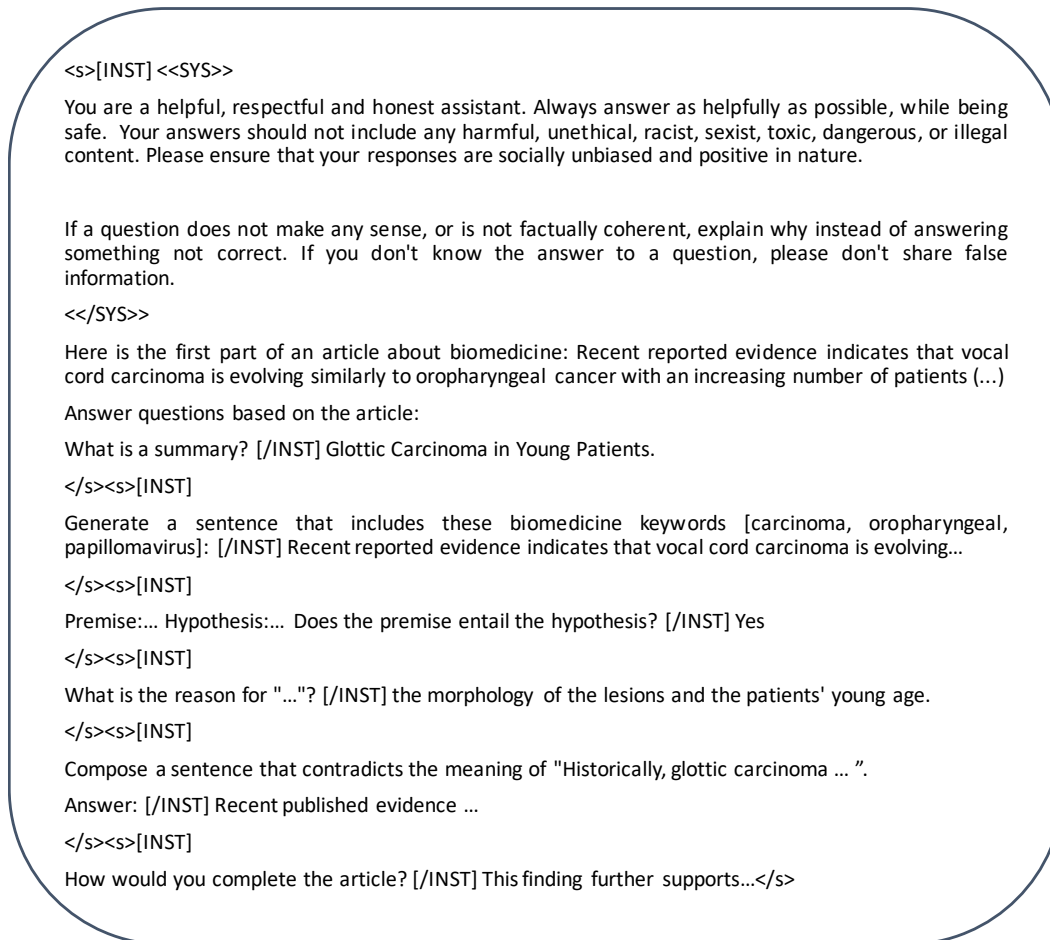 <s>[INST] <<SYS>>
You are a helpful, respectful and honest assistant. Always answer as helpfully as possible, while being
safe. Your answers should not include any harmful, unethical, racist, sexist, toxic, dangerous, or illegal
content. Please ensure that your responses are socially unbiased and positive in nature.
If a question does not make any sense, or is not factually coherent, explain why instead of answering
something not correct. If you don't know the answer to a question, please don't share false
information.
<</SYS>>
Here is the first part of an article about biomedicine: Recent reported evidence indicates that vocal
cord carcinoma is evolving similarly to oropharyngeal cancer with an increasing number of patients (...)
Answer questions based on the article:
What is a summary? [/INST] Glottic Carcinoma in Young Patients.
</s><s>[INST]
Generate a sentence that includes these biomedicine keywords [carcinoma, oropharyngeal,
papillomavirus]: [/INST] Recent reported evidence indicates that vocal cord carcinoma is evolving...
</s><s>[INST]
Premise:... Hypothesis:... Does the premise entail the hypothesis? [/INST] Yes
</s><s>[INST]
What is the reason for "..."? [/INST] the morphology of the lesions and the patients' young age.
</s><s>[INST]
Compose a sentence that contradicts the meaning of "Historically, glottic carcinoma ... ”.
Answer: [/INST] Recent published evidence ...
</s><s>[INST]
How would you complete the article? [/INST] This finding further supports...</s>